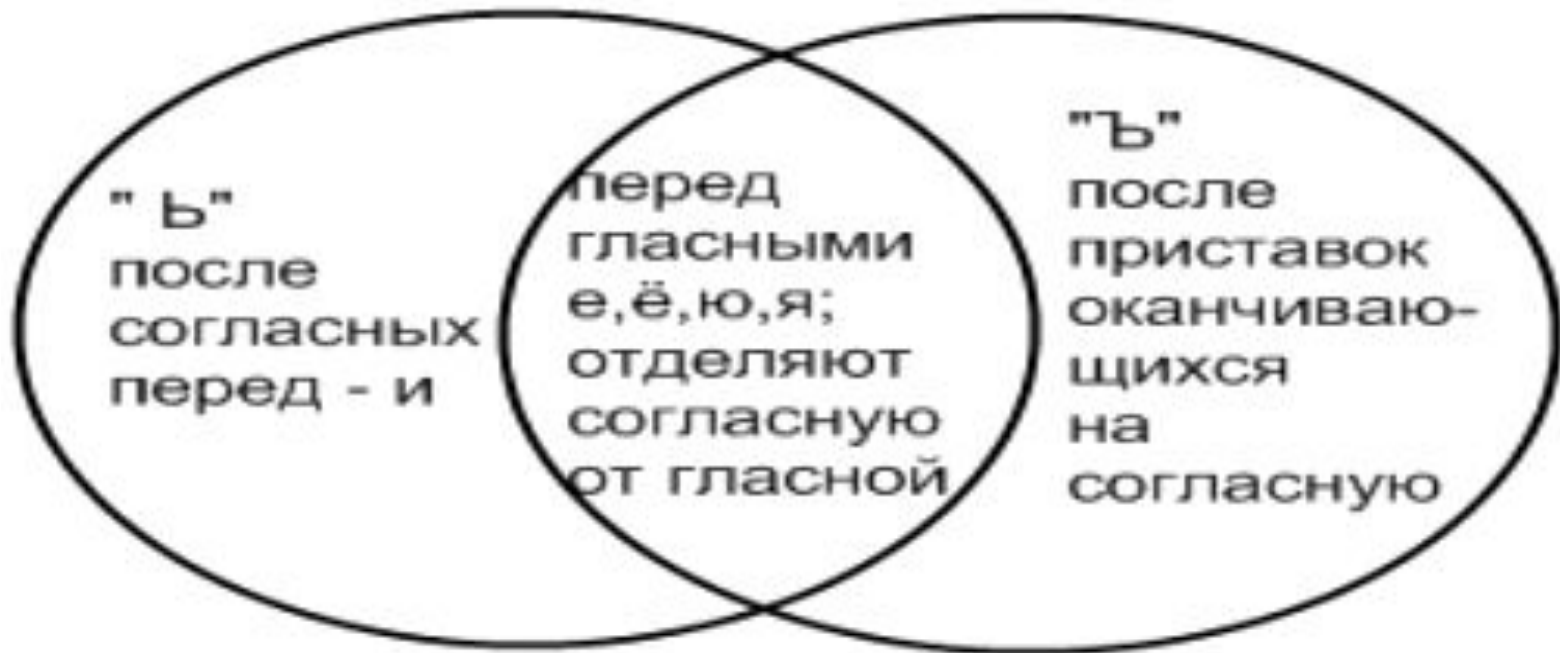 " Ь"
после
согласных
перед - и
перед
гласными
е,ё,ю,я;
отделяют
согласную
от гласной
"Ъ"
после
приставок
оканчиваю-
щихся
на
согласную